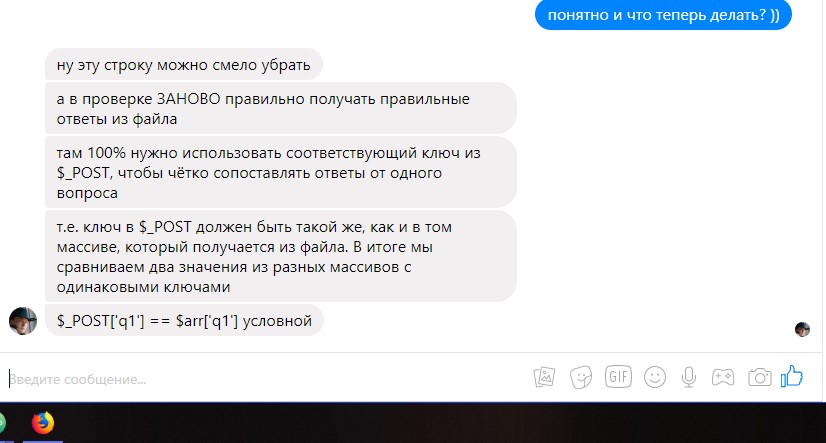 понятно и что теперь делать? ))
ну эту строку можно смело убрать
а в проверке ЗАНОВО правильно получать правильные
ответы из файла
там 100% нужно использовать соответствующий ключ из
$_POST, чтобы чётко сопоставлять ответы от одного
вопроса
т.е. ключ в $_POST должен быть такой же, как и в том
массиве, который получается из файла. В итоге мы
сравниваем два значения из разных массивов с
одинаковыми ключами
$_POST['q1'] == $arr['q1'] условной
Введите сообщение...
GIF